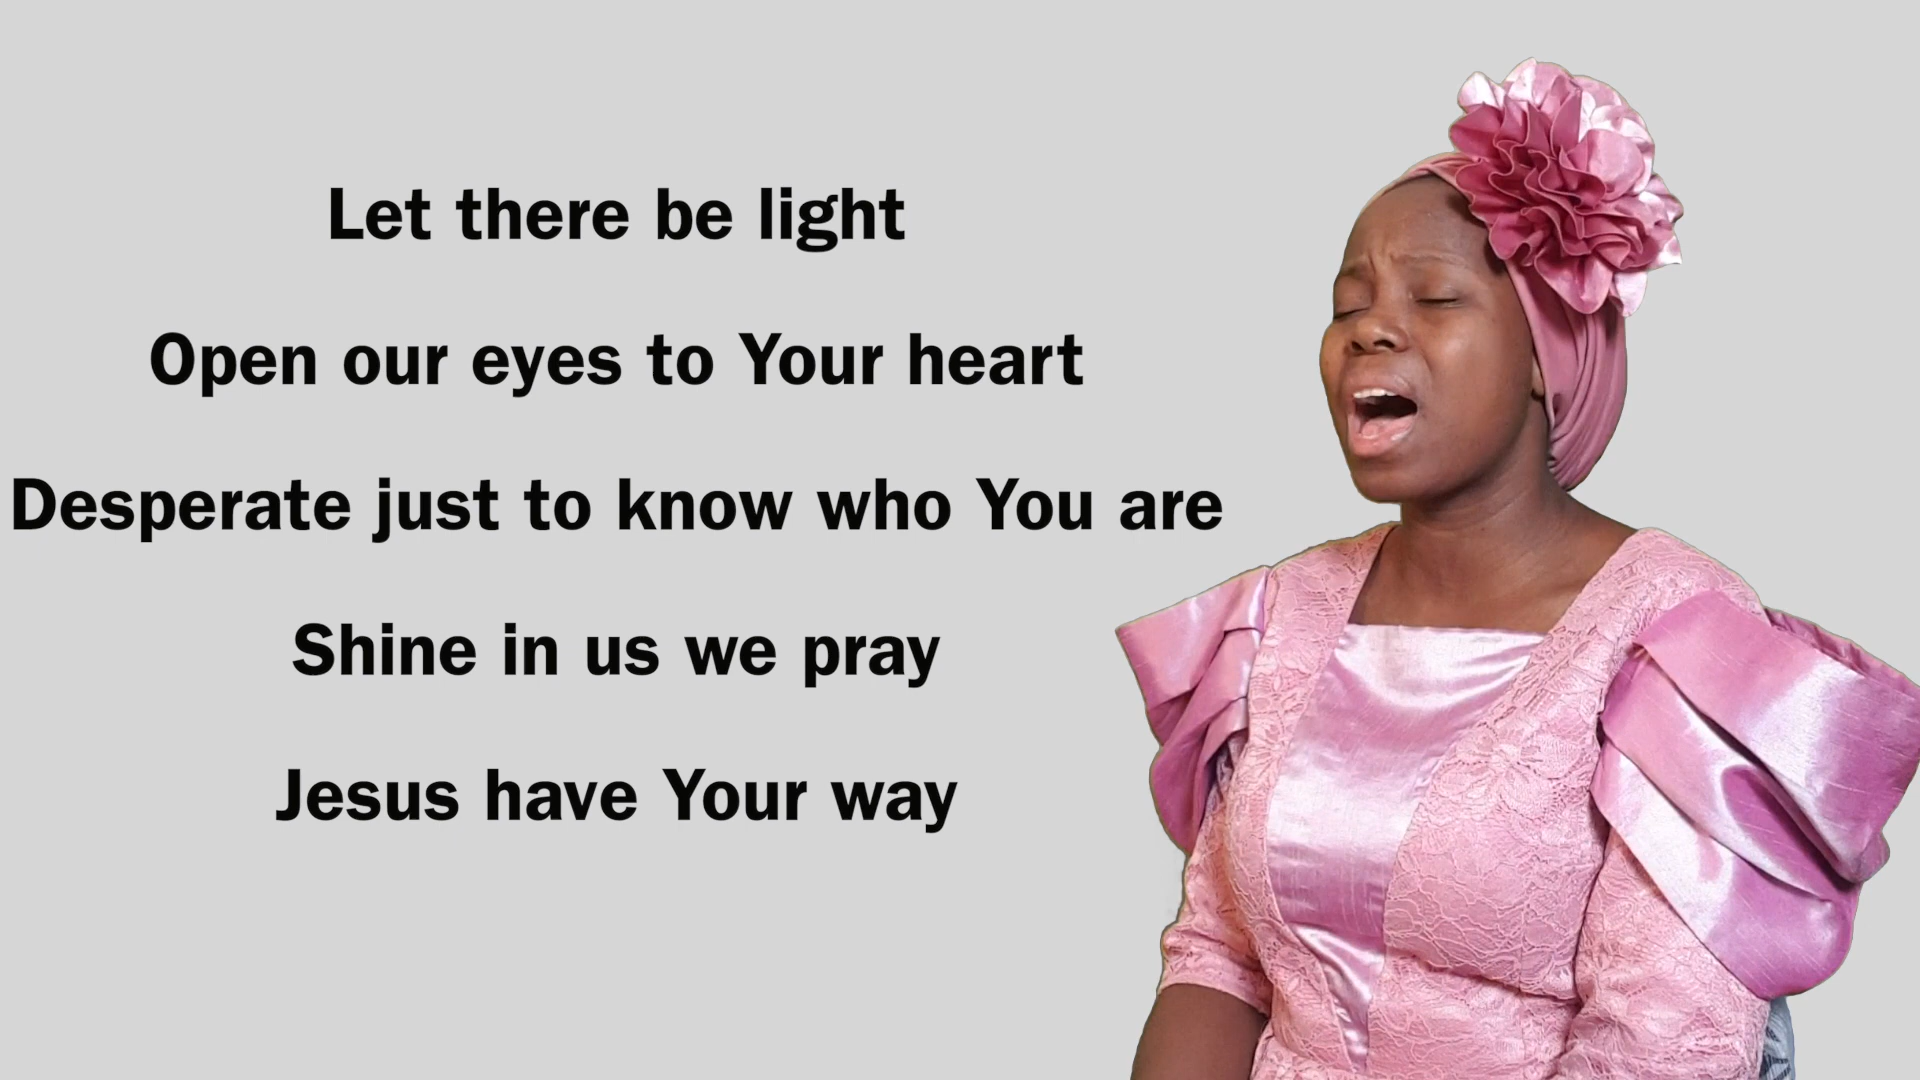 Let there be light
Open our eyes to Your heart
Desperate just to know who You are
Shine in us we pray
Jesus have Your way